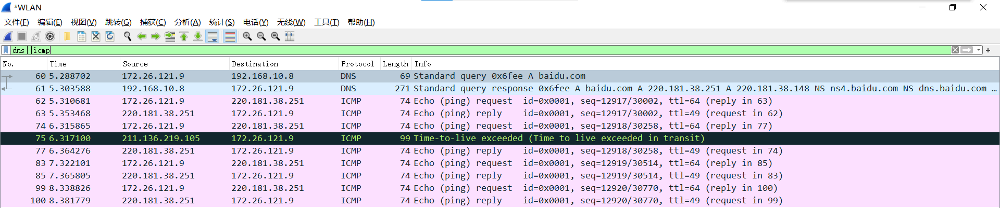 *WLAN
文件(F) 编辑(E) 视图(V) 跳转(G) 捕获(C) 分析(A) 统计(S) 电话(Y) 无线(W) 工具(T) 帮助(H)
dns||icmp
No. Time Source Destination Protocol Length Info
60 5.288702 172.26.121.9 192.168.10.8 DNS 69 Standard query 0x6fee A baidu.com
61 5.303588 192.168.10.8 172.26.121.9 DNS 271 Standard query response 0x6fee A baidu.com A 220.181.38.251 A 220.181.38.148 NS ns4.baidu.com NS dns.baidu.com …
62 5.310681 172.26.121.9 220.181.38.251 ICMP 74 Echo (ping) request id=0x0001, seq=12917/30002, ttl=64 (reply in 63)
63 5.353468 220.181.38.251 172.26.121.9 ICMP 74 Echo (ping) reply id=0x0001, seq=12917/30002, ttl=49 (request in 62)
74 6.315865 172.26.121.9 220.181.38.251 ICMP 74 Echo (ping) request id=0x0001, seq=12918/30258, ttl=64 (reply in 77)
75 6.317100 211.136.219.105 172.26.121.9 ICMP 99 Time-to-live exceeded (Time to live exceeded in transit)
77 6.364276 220.181.38.251 172.26.121.9 ICMP 74 Echo (ping) reply id=0x0001, seq=12918/30258, ttl=49 (request in 74)
83 7.322101 172.26.121.9 220.181.38.251 ICMP 74 Echo (ping) request id=0x0001, seq=12919/30514, ttl=64 (reply in 85)
85 7.365805 220.181.38.251 172.26.121.9 ICMP 74 Echo (ping) reply id=0x0001, seq=12919/30514, ttl=49 (request in 83)
99 8.338826 172.26.121.9 220.181.38.251 ICMP 74 Echo (ping) request id=0x0001, seq=12920/30770, ttl=64 (reply in 100)
100 8.381779 220.181.38.251 172.26.121.9 ICMP 74 Echo (ping) reply id=0x0001, seq=12920/30770, ttl=49 (request in 99)